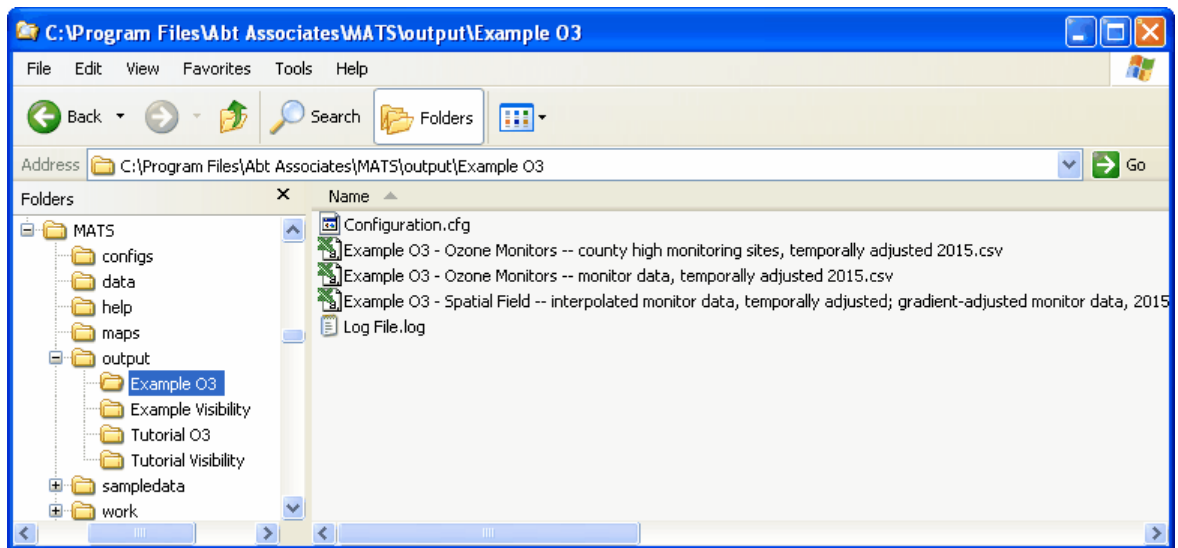 C:\Program Files\Abt Associates\MATS\output\Example O3
File Edit View Favorites Tools Help
Back Search Folders
Address C:\Program Files\Abt Associates\MATS\output\Example O3 Go
Folders
MATS
configs
data
help
maps
output
Example O3
Example Visibility
Tutorial O3
Tutorial Visibility
sampledata
work
Name
Configuration.cfg
Example O3 - Ozone Monitors -- county high monitoring sites, temporally adjusted 2015.csv
Example O3 - Ozone Monitors -- monitor data, temporally adjusted 2015.csv
Example O3 - Spatial Field -- interpolated monitor data, temporally adjusted; gradient-adjusted monitor data, 2015
Log File.log